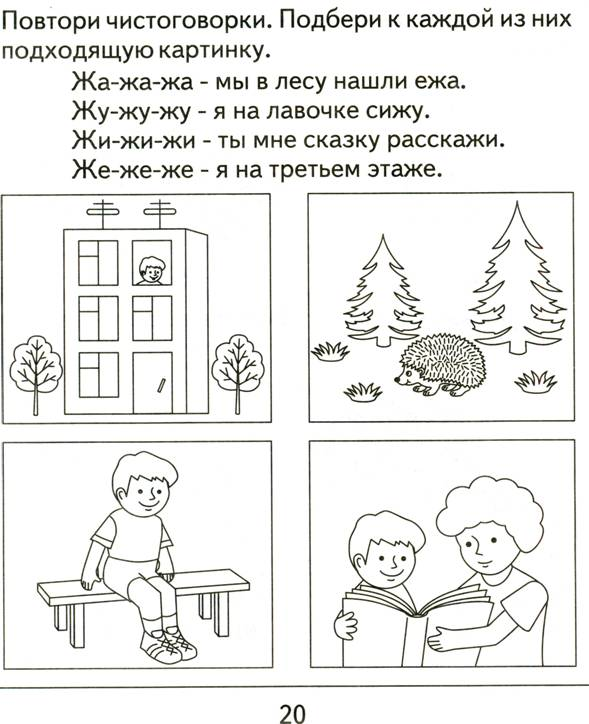 Повтори чистоговорки. Подбери к каждой из них
подходящую картинку.
Жа-жа-жа - мы в лесу нашли ежа.
Жу-жу-жу - я на лавочке сижу.
Жи-жи-жи - ты мне сказку расскажи.
Же-же-же - я на третьем этаже.
20